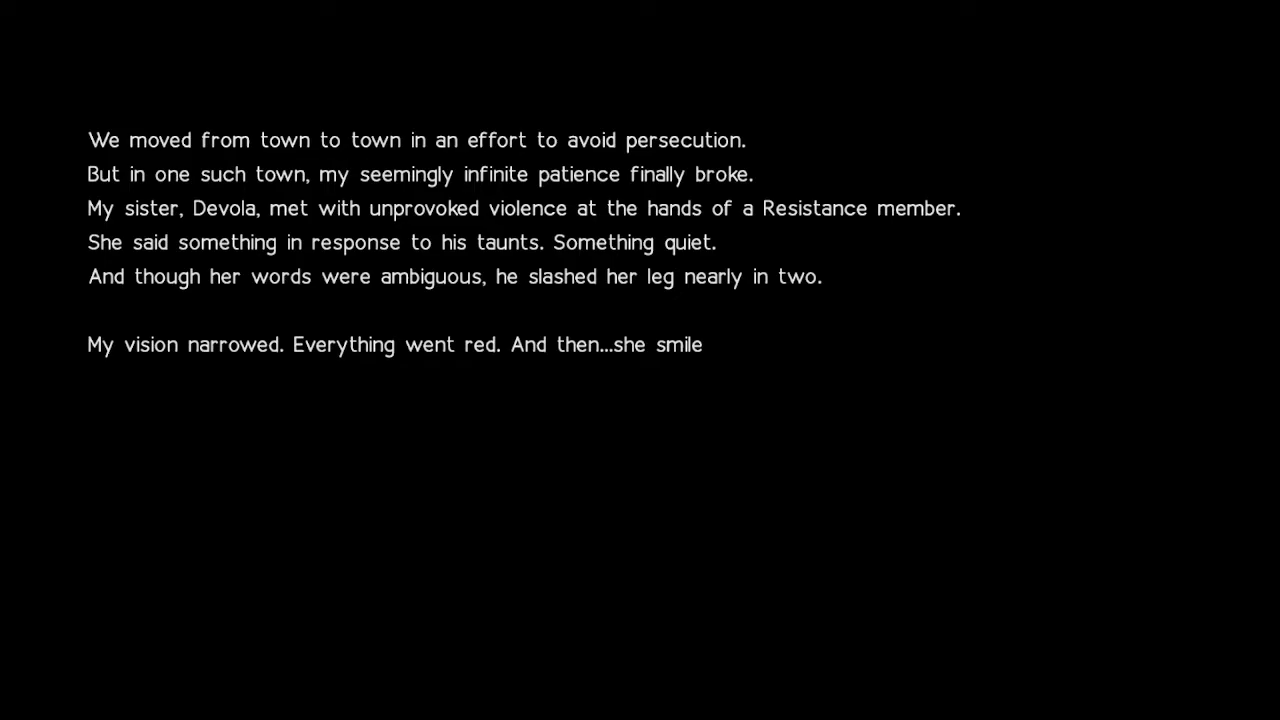 We moved from town to town in an effort to avoid persecution.
But in one such town, my seemingly infinite patience finally broke.
My sister, Devola, met with unprovoked violence at the hands of a Resistance member.
She said something in response to his taunts. Something quiet.
And though her words were ambiguous, he slashed her leg nearly in two.
My vision narrowed. Everything went red. And then...she smile